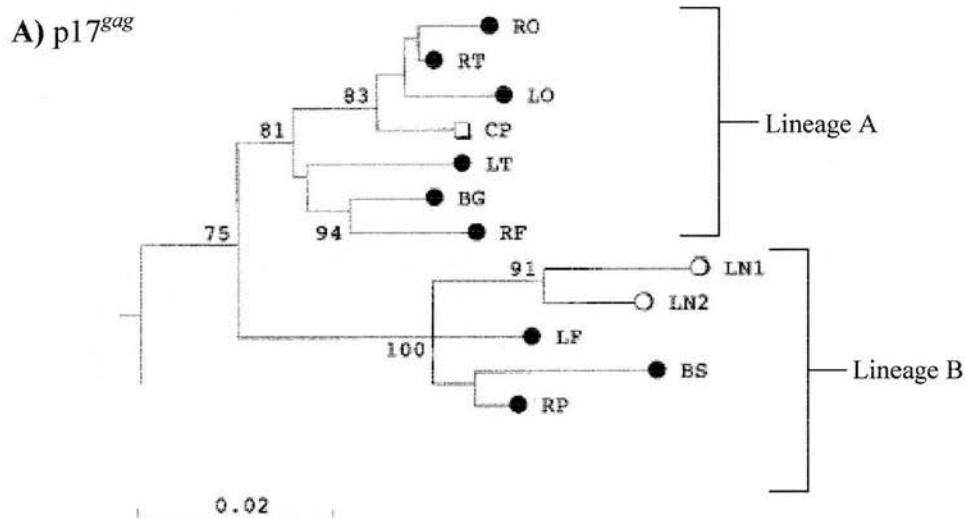 A) p17gag
RO
RT
LO
83
CP
Lineage A
81
LT
BG
75
94
RF
91
LN1
LN2
LF
100
BS
Lineage B
RP
0.02